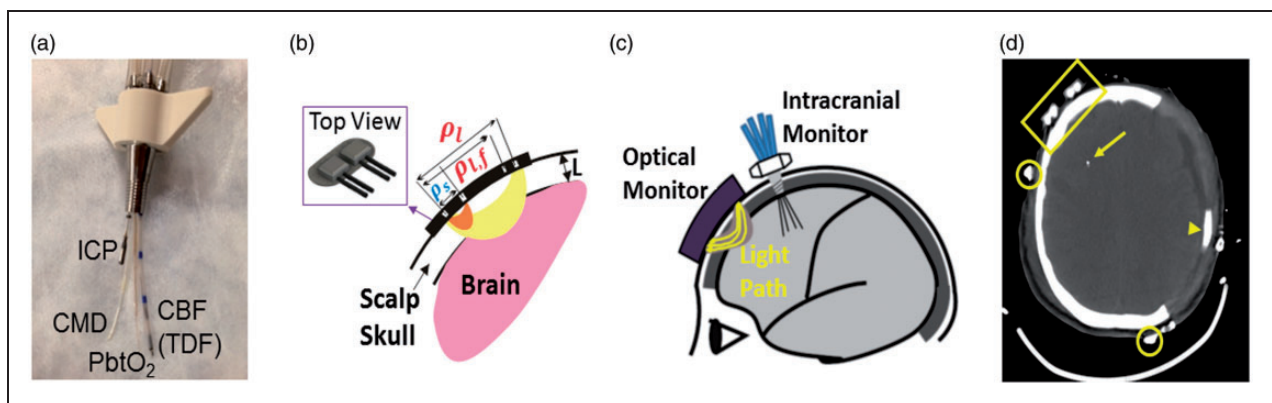 (a)
ICP
CMD
PbtO₂
CBF
(TDF)
(b)
Top View
ρl
ρl,f
ρs
L
Scalp
Skull
Brain
(c)
Intracranial
Monitor
Optical
Monitor
Light
Path
(d)